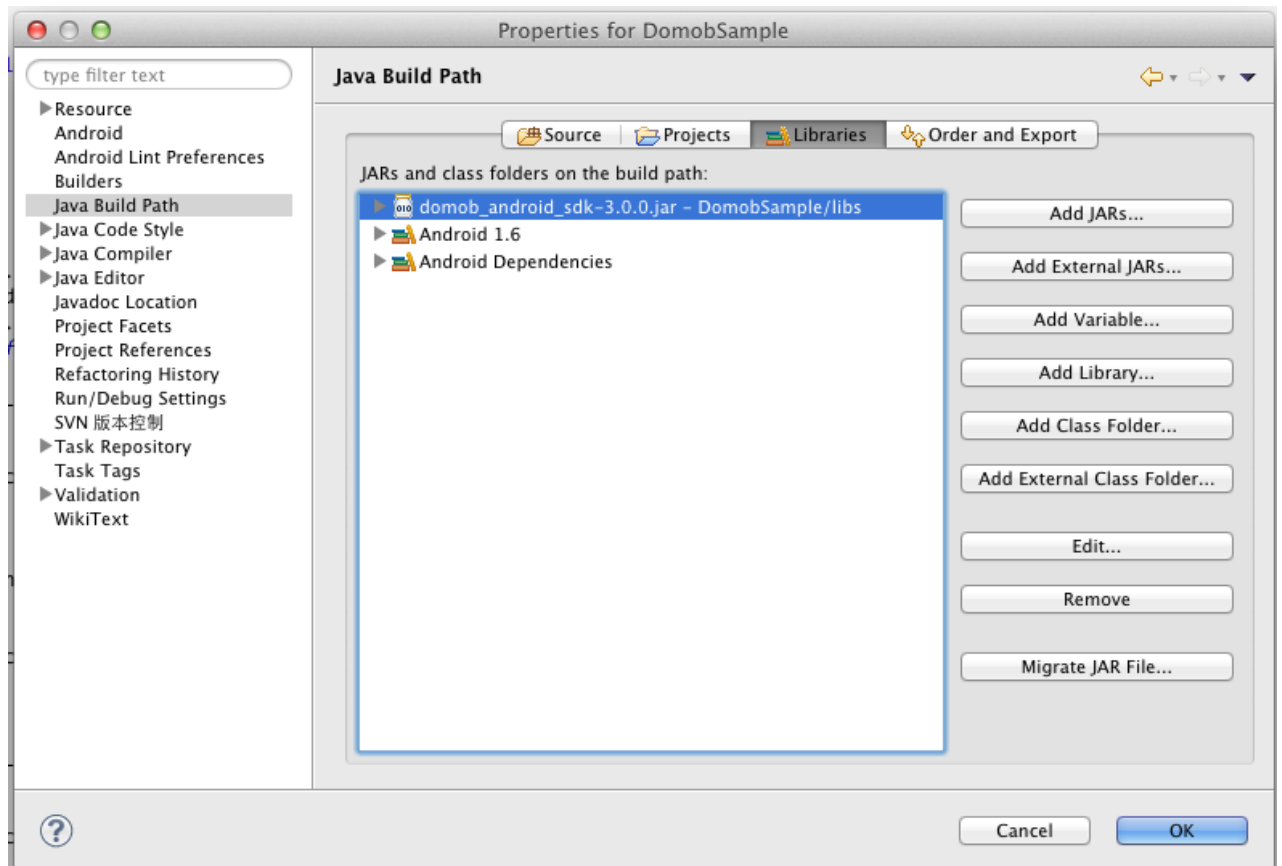 Properties for DomobSample
type filter text
Resource
Android
Android Lint Preferences
Builders
Java Build Path
Java Code Style
Java Compiler
Java Editor
Javadoc Location
Project Facets
Project References
Refactoring History
Run/Debug Settings
SVN 版本控制
Task Repository
Task Tags
Validation
WikiText
Java Build Path
Source Projects Libraries Order and Export
JARs and class folders on the build path:
domob_android_sdk-3.0.0.jar – DomobSample/libs
Android 1.6
Android Dependencies
Add JARs...
Add External JARs...
Add Variable...
Add Library...
Add Class Folder...
Add External Class Folder...
Edit...
Remove
Migrate JAR File...
Cancel OK